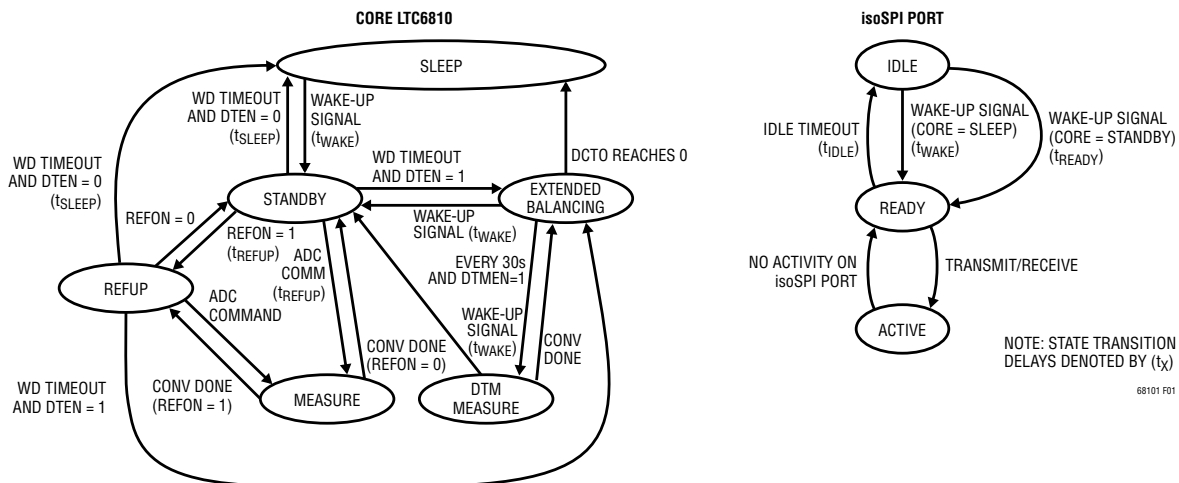 CORE LTC6810
SLEEP
WD TIMEOUT
AND DTEN = 0
(tSLEEP)
WAKE-UP
SIGNAL
(tWAKE)
WD TIMEOUT
AND DTEN = 0
(tSLEEP)
WD TIMEOUT
AND DTEN = 1
DCTO REACHES 0
STANDBY
EXTENDED
BALANCING
WAKE-UP
SIGNAL (tWAKE)
REFON = 0
REFON = 1
(tREFUP)
ADC
COMM
(tREFUP)
EVERY 30s
AND DTMEN=1
REFUP
ADC
COMMAND
WAKE-UP
SIGNAL
(tWAKE)
CONV
DONE
CONV DONE
(REFON = 0)
WD TIMEOUT
AND DTEN = 1
CONV DONE
(REFON = 1)
MEASURE
DTM
MEASURE
isoSPI PORT
IDLE
IDLE TIMEOUT
(tIDLE)
WAKE-UP SIGNAL
(CORE = SLEEP)
(tWAKE)
WAKE-UP SIGNAL
(CORE = STANDBY)
(tREADY)
READY
NO ACTIVITY ON
isoSPI PORT
TRANSMIT/RECEIVE
ACTIVE
NOTE: STATE TRANSITION
DELAYS DENOTED BY (tX)
68101 F01